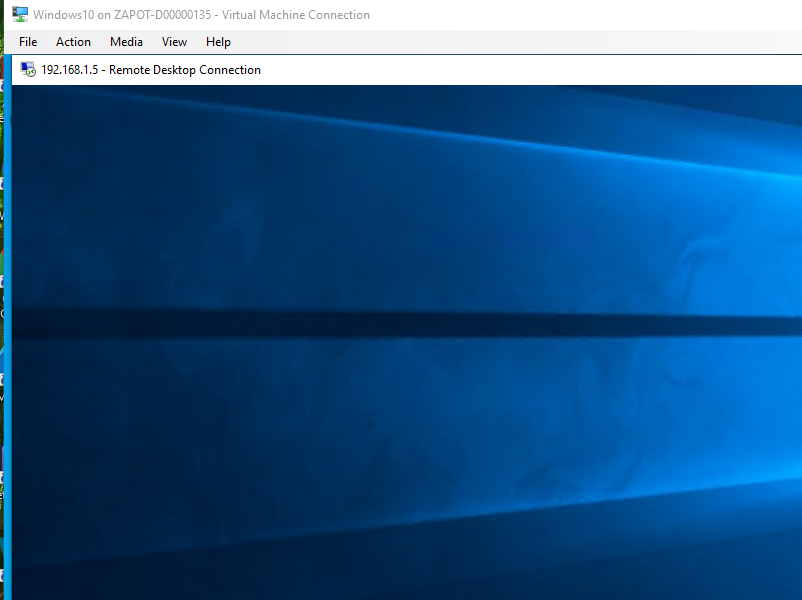 Windows10 on ZAPOT-D00000135 - Virtual Machine Connection
File Action Media View Help
192.168.1.5 - Remote Desktop Connection